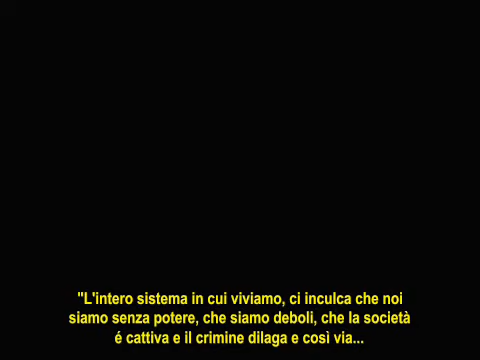 "L'intero sistema in cui viviamo, ci inculca che noi
siamo senza potere, che siamo deboli, che la società
é cattiva e il crimine dilaga e così via...